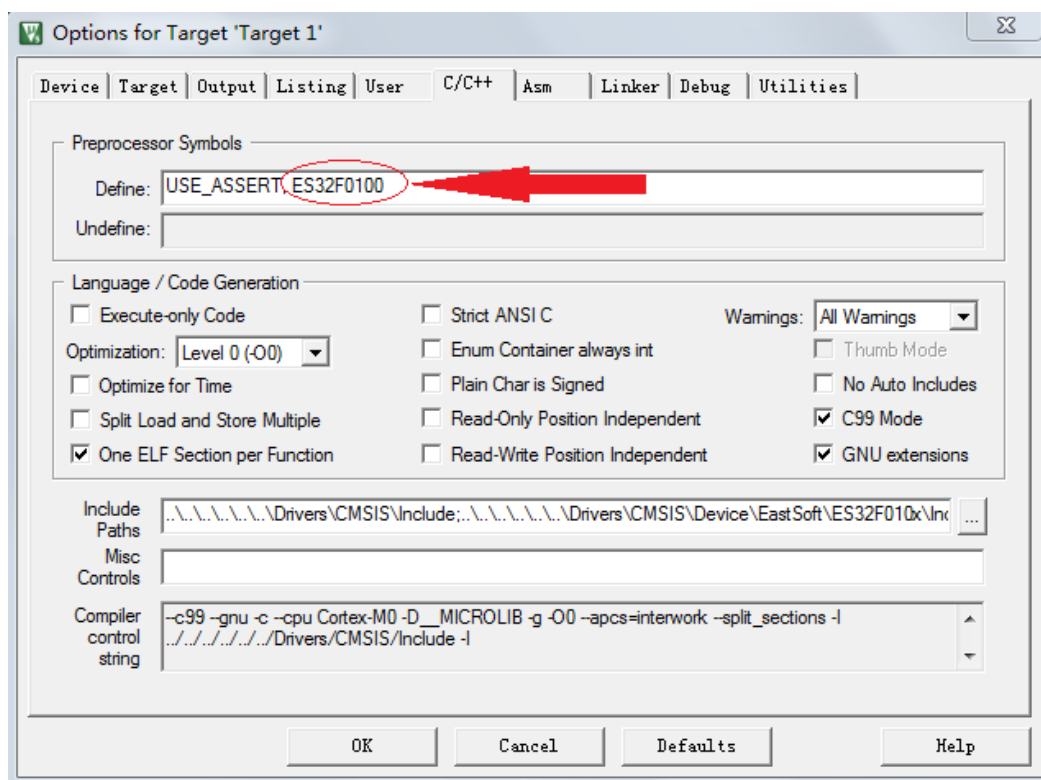 Options for Target 'Target 1'
Device Target Output Listing User C/C++ Asm Linker Debug Utilities
Preprocessor Symbols
Define: USE_ASSERT, ES32F0100
Undefine:
Language / Code Generation
Execute-only Code Strict ANSI C Warnings: All Warnings
Optimization: Level 0 (-O0) Enum Container always int Thumb Mode
Optimize for Time Plain Char is Signed No Auto Includes
Split Load and Store Multiple Read-Only Position Independent C99 Mode
One ELF Section per Function Read-Write Position Independent GNU extensions
Include Paths ..\..\..\..\..\..\Drivers\CMSIS\Include;..\..\..\..\..\..\Drivers\CMSIS\Device\EastSoft\ES32F010x\Inc ...
Misc Controls
Compiler control string --c99 --gnu -c --cpu Cortex-M0 -D__MICROLIB -g -O0 --apcs=interwork --split_sections -I
../../../../../../Drivers/CMSIS/Include -I
OK Cancel Defaults Help